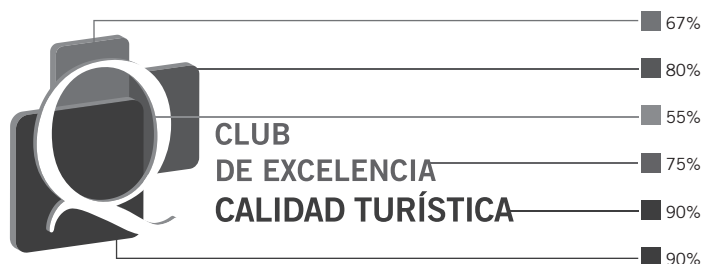 67%
80%
55%
CLUB
DE EXCELENCIA
75%
CALIDAD TURÍSTICA
90%
90%